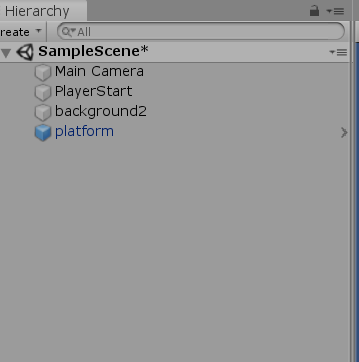 Hierarchy
reate
All
SampleScene*
Main Camera
PlayerStart
background2
platform